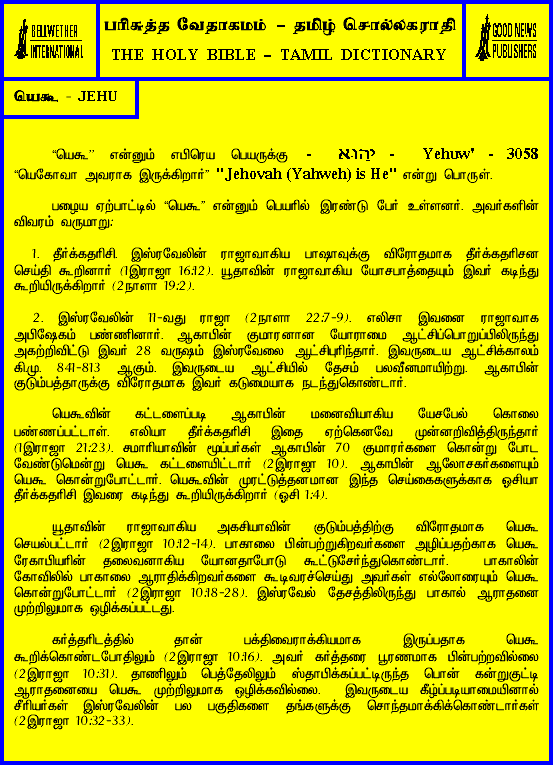 BELLWETHER
INTERNATIONAL
பரிசுத்த வேதாகமம் – தமிழ் சொல்லகராதி
THE HOLY BIBLE – TAMIL DICTIONARY
GOOD NEWS
PUBLISHERS
யெகூ - JEHU
“யெகூ” என்னும் எபிரெய பெயருக்கு - יֵהוּא - Yehuw' - 3058
“யெகோவா அவராக இருக்கிறார்” "Jehovah (Yahweh) is He" என்று பொருள்.
பழைய ஏற்பாட்டில் “யெகூ” என்னும் பெயரில் இரண்டு பேர் உள்ளனர். அவர்களின்
விவரம் வருமாறு:
1. தீர்க்கதரிசி. இஸ்ரவேலின் ராஜாவாகிய பாஷாவுக்கு விரோதமாக தீர்க்கதரிசன
செய்தி கூறினார் (1இராஜா 16:12). யூதாவின் ராஜாவாகிய யோசபாத்தையும் இவர் கடிந்து
கூறியிருக்கிறார் (2நாளா 19:2).
2. இஸ்ரவேலின் 11-வது ராஜா (2நாளா 22:7-9). எலிசா இவனை ராஜாவாக
அபிஷேகம் பண்ணினார். ஆகாபின் குமாரனான யோராமை ஆட்சிப்பொறுப்பிலிருந்து
அகற்றிவிட்டு இவர் 28 வருஷம் இஸ்ரவேலை ஆட்சிபுரிந்தார். இவருடைய ஆட்சிக்காலம்
கி.மு. 841-813 ஆகும். இவருடைய ஆட்சியில் தேசம் பலவீனமாயிற்று. ஆகாபின்
குடும்பத்தாருக்கு விரோதமாக இவர் கடுமையாக நடந்துகொண்டார்.
யெகூவின் கட்டளைப்படி ஆகாபின் மனைவியாகிய யேசபேல் கொலை
பண்ணப்பட்டாள். எலியா தீர்க்கதரிசி இதை ஏற்கெனவே முன்னறிவித்திருந்தார்
(1இராஜா 21:23). சமாரியாவின் மூப்பர்கள் ஆகாபின் 70 குமாரர்களை கொன்று போட
வேண்டுமென்று யெகூ கட்டளையிட்டார் (2இராஜா 10). ஆகாபின் ஆலோசகர்களையும்
யெகூ கொன்றுபோட்டார். யெகூவின் முரட்டுத்தனமான இந்த செய்கைகளுக்காக ஓசியா
தீர்க்கதரிசி இவரை கடிந்து கூறியிருக்கிறார் (ஓசி 1:4).
யூதாவின் ராஜாவாகிய அகசியாவின் குடும்பத்திற்கு விரோதமாக யெகூ
செயல்பட்டார் (2இராஜா 10:12-14). பாகாலை பின்பற்றுகிறவர்களை அழிப்பதற்காக யெகூ
ரேகாபியரின் தலைவனாகிய யோனதாபோடு கூட்டுசேர்ந்துகொண்டார். பாகாலின்
கோவிலில் பாகாலை ஆராதிக்கிறவர்களை கூடிவரச்செய்து அவர்கள் எல்லோரையும் யெகூ
கொன்றுபோட்டார் (2இராஜா 10:18-28). இஸ்ரவேல் தேசத்திலிருந்து பாகால் ஆராதனை
முற்றிலுமாக ஒழிக்கப்பட்டது.
கர்த்தரிடத்தில் தான் பக்திவைராக்கியமாக இருப்பதாக யெகூ
கூறிக்கொண்டபோதிலும் (2இராஜா 10:16). அவர் கர்த்தரை பூரணமாக பின்பற்றவில்லை
(2இராஜா 10:31). தாணிலும் பெத்தேலிலும் ஸ்தாபிக்கப்பட்டிருந்த பொன் கன்றுகுட்டி
ஆராதனையை யெகூ முற்றிலுமாக ஒழிக்கவில்லை. இவருடைய கீழ்ப்படியாமையினால்
சீரியர்கள் இஸ்ரவேலின் பல பகுதிகளை தங்களுக்கு சொந்தமாக்கிக்கொண்டார்கள்
(2இராஜா 10:32-33).